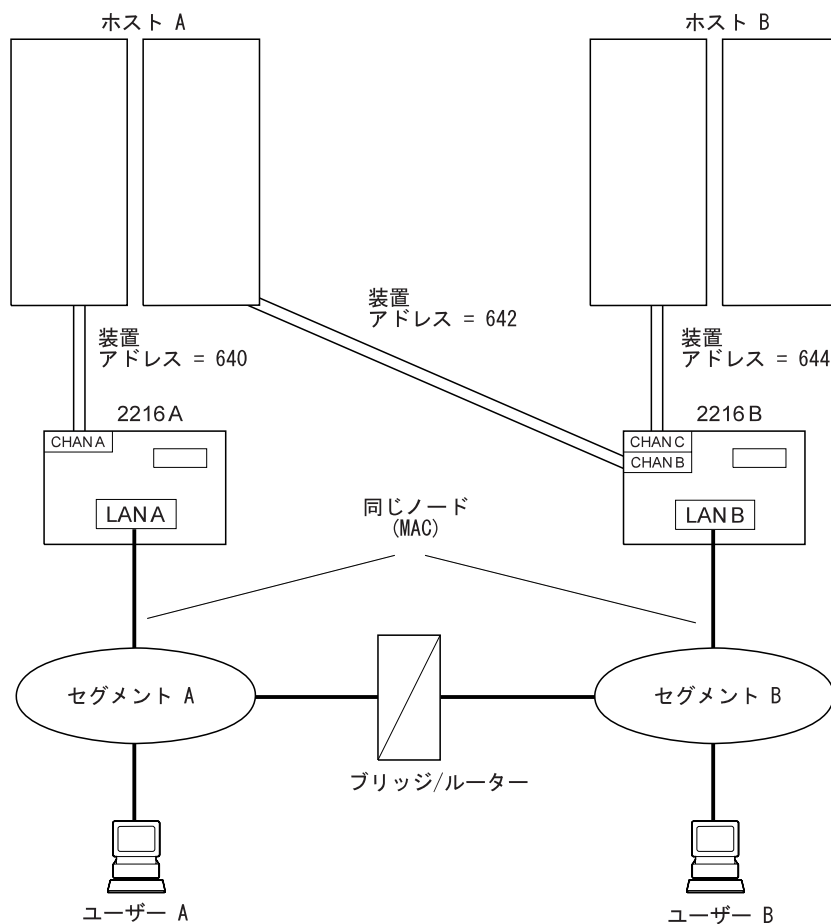 ホスト A
ホスト B
装置
アドレス = 642
装置
アドレス = 640
装置
アドレス = 644
2216A
2216B
CHAN A
CHAN C
CHAN B
LAN A
LAN B
同じノード
(MAC)
セグメント A
セグメント B
ブリッジ/ルーター
ユーザー A
ユーザー B